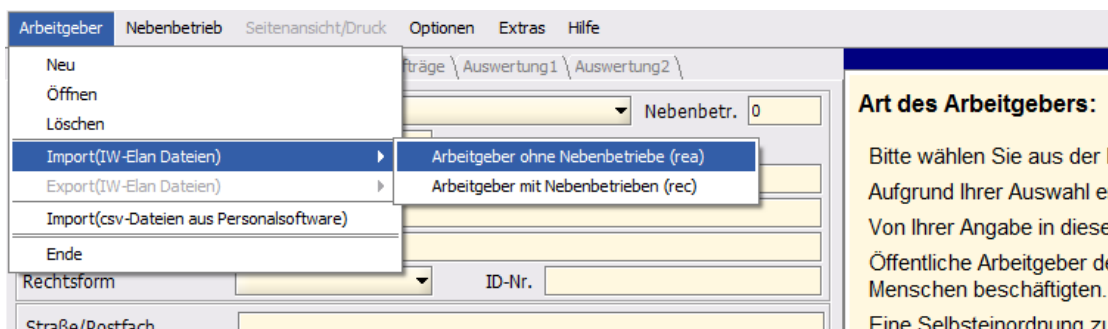 Arbeitgeber Nebenbetrieb Seitenansicht/Druck Optionen Extras Hilfe
Neu
Öffnen
Löschen
Import(IW-Elan Dateien)
Export(IW-Elan Dateien)
Import(csv-Dateien aus Personalsoftware)
Ende
Arbeitgeber ohne Nebenbetriebe (rea)
Arbeitgeber mit Nebenbetrieben (rec)
fträge \ Auswertung1 \ Auswertung2 \
Nebenbetr. 0
Rechtsform ID-Nr.
Straße/Postfach
Art des Arbeitgebers:
Bitte wählen Sie aus der
Aufgrund Ihrer Auswahl e
Von Ihrer Angabe in diese
Öffentliche Arbeitgeber de
Menschen beschäftigten.
Eine Selbsteinordnung zu